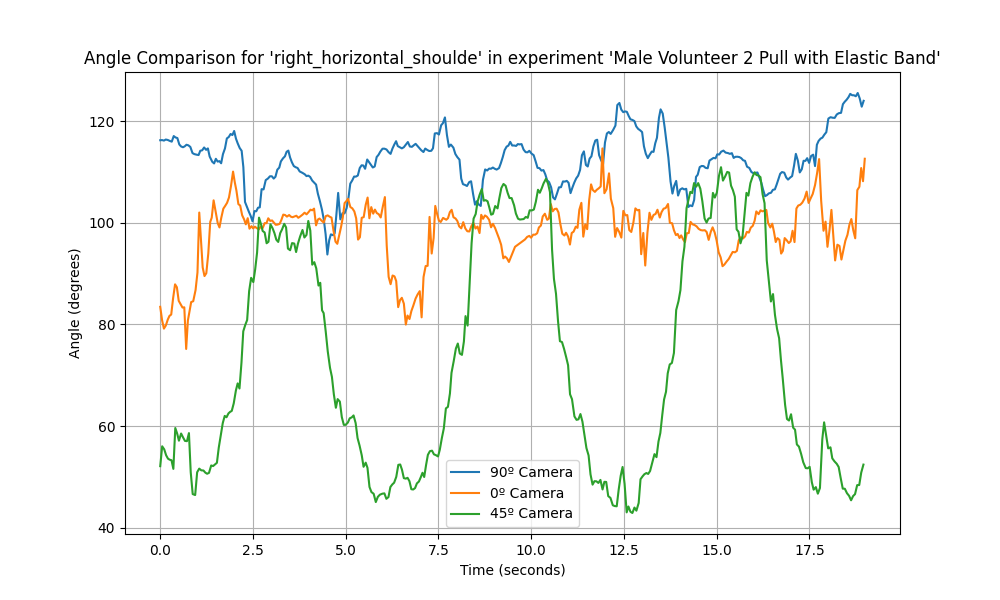 Angle Comparison for 'right_horizontal_shoulde' in experiment 'Male Volunteer 2 Pull with Elastic Band'
120
100
80
60
40
Angle (degrees)
90º Camera
0º Camera
45º Camera
0.0 2.5 5.0 7.5 10.0 12.5 15.0 17.5
Time (seconds)